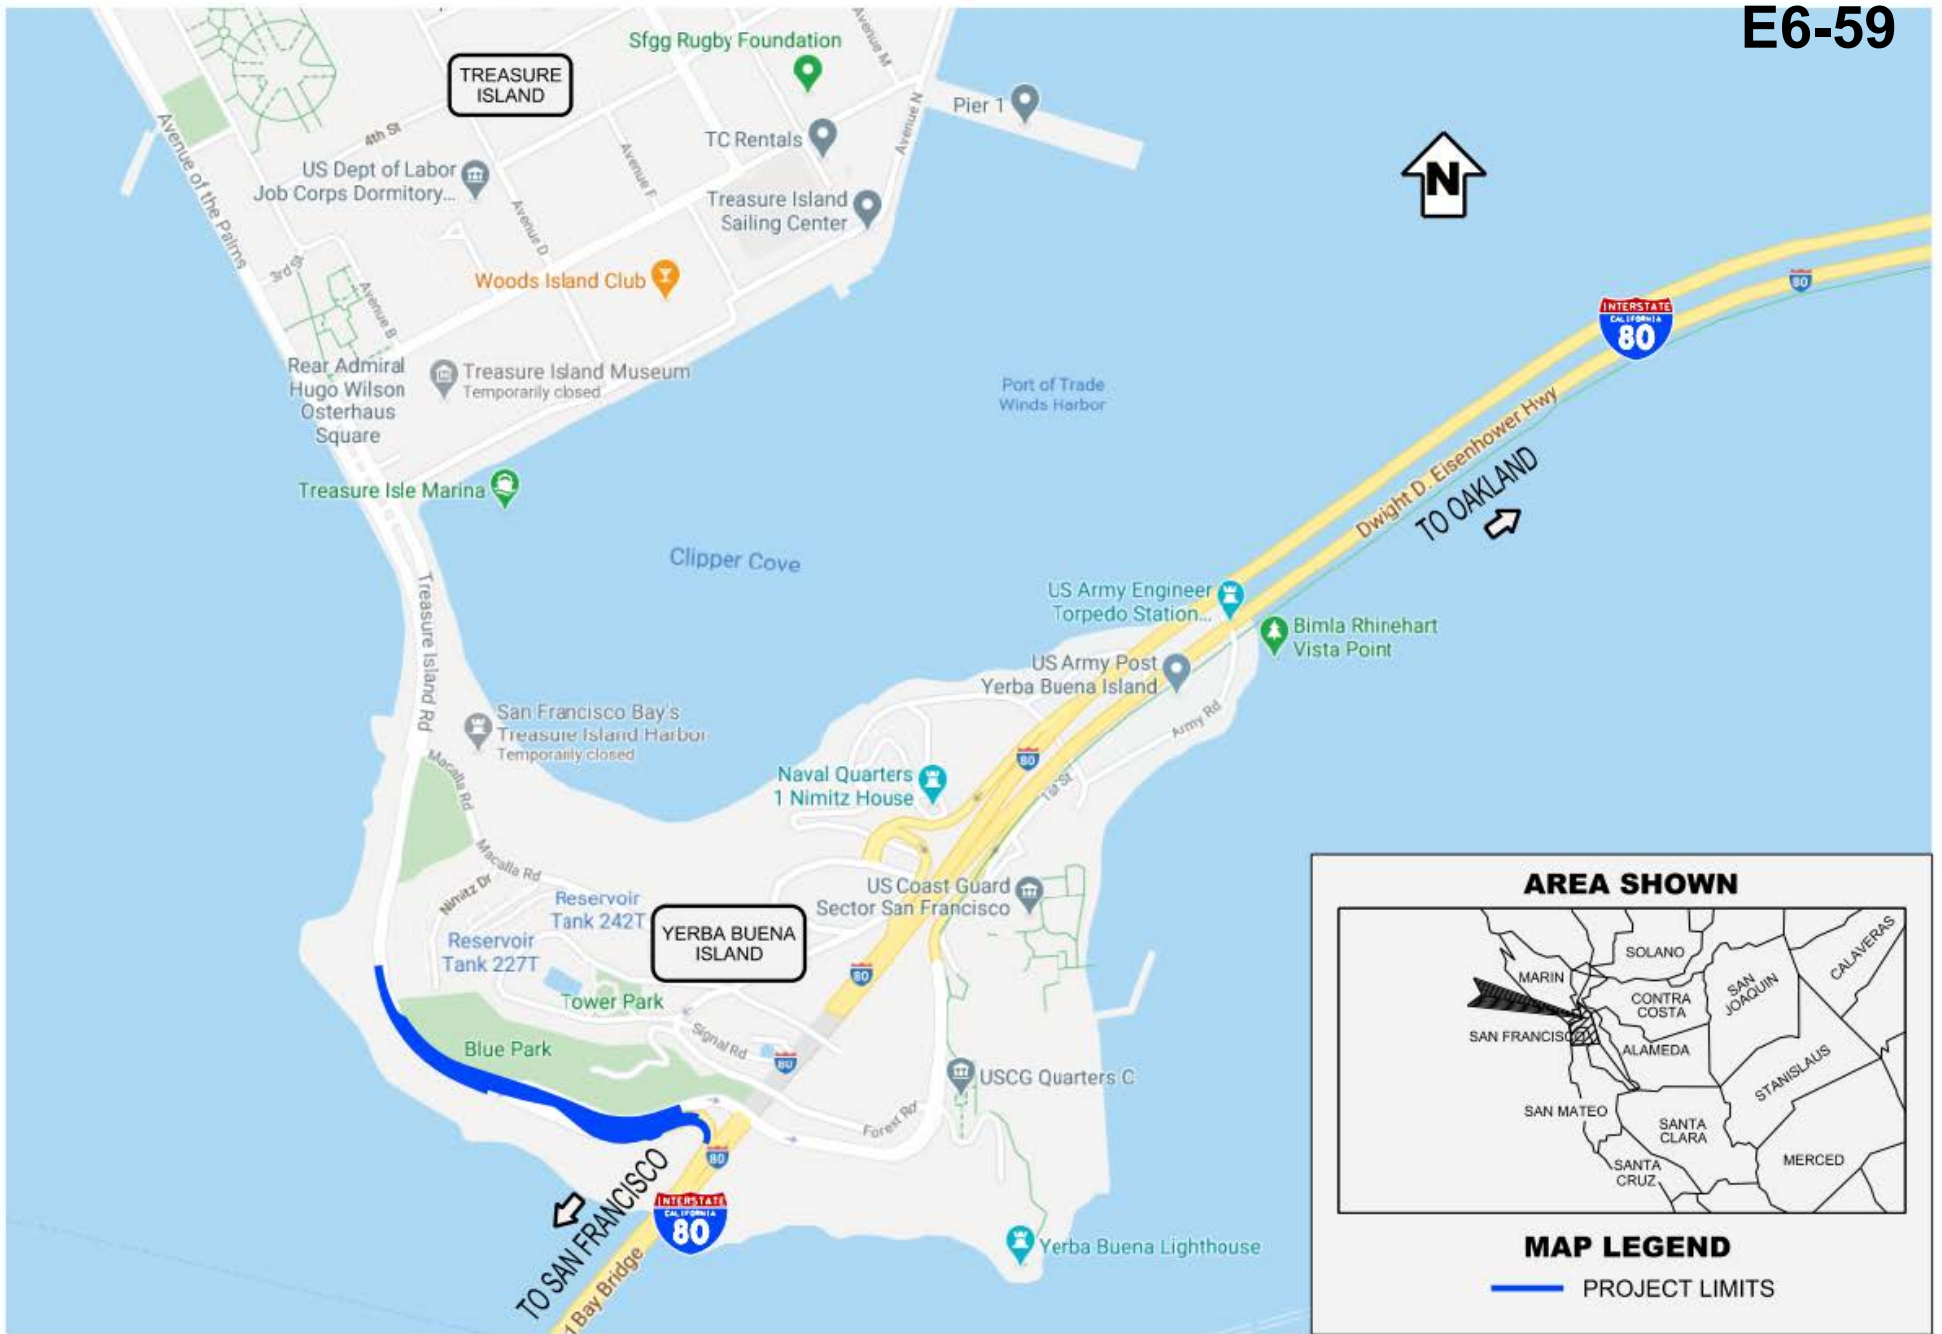 E6-59
TREASURE
ISLAND
Sfgg Rugby Foundation
Avenue M
Pier 1
Avenue N
4th St
TC Rentals
US Dept of Labor
Job Corps Dormitory...
Avenue F
Avenue of the Palms
Avenue D
Treasure Island
Sailing Center
N
3rd St
Avenue B
Woods Island Club
80
INTERSTATE
CALIFORNIA
80
Rear Admiral
Hugo Wilson
Osterhaus
Square
Treasure Island Museum
Temporarily closed
Port of Trade
Winds Harbor
Dwight D. Eisenhower Hwy
TO OAKLAND
Treasure Isle Marina
Clipper Cove
Treasure Island Rd
US Army Engineer
Torpedo Station...
Bimla Rhinehart
Vista Point
US Army Post
Yerba Buena Island
Army Rd
San Francisco Bay's
Treasure Island Harbor
Temporarily closed
Macalla Rd
80
1st St
Naval Quarters
1 Nimitz House
Macalla Rd
Nimitz Dr
Reservoir
Tank 242T
US Coast Guard
Sector San Francisco
YERBA BUENA
ISLAND
Reservoir
Tank 227T
80
Tower Park
Signal Rd
80
Blue Park
USCG Quarters C
Forest Rd
80
TO SAN FRANCISCO
INTERSTATE
CALIFORNIA
80
Bay Bridge
Yerba Buena Lighthouse
AREA SHOWN
SOLANO
CALAVERAS
MARIN
SAN
JOAQUIN
CONTRA
COSTA
SAN FRANCISCO
ALAMEDA
STANISLAUS
SAN MATEO
SANTA
CLARA
MERCED
SANTA
CRUZ
MAP LEGEND
PROJECT LIMITS